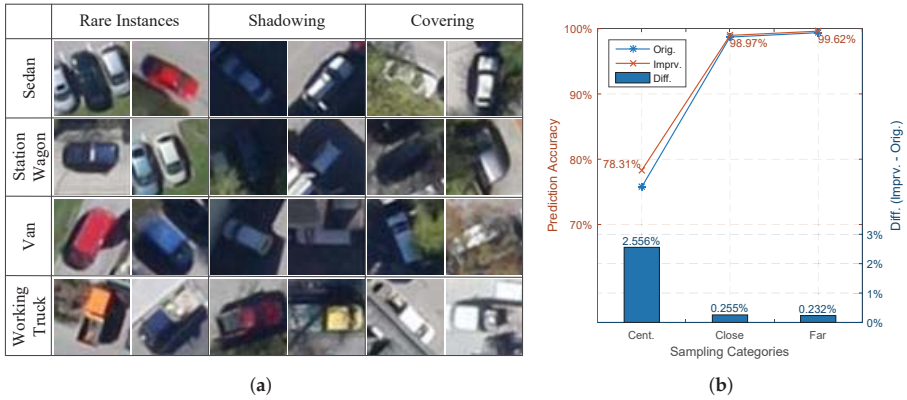 Rare Instances Shadowing Covering
Sedan
Station
Wagon
Van
Working
Truck
(a)
100%
90%
80%
70%
Prediction Accuracy
Orig.
Imprv.
Diff.
98.97%
99.62%
78.31%
2.556%
0.255%
0.232%
3%
2%
1%
0%
Diff. (Imprv. - Orig.)
Cent. Close Far
Sampling Categories
(b)